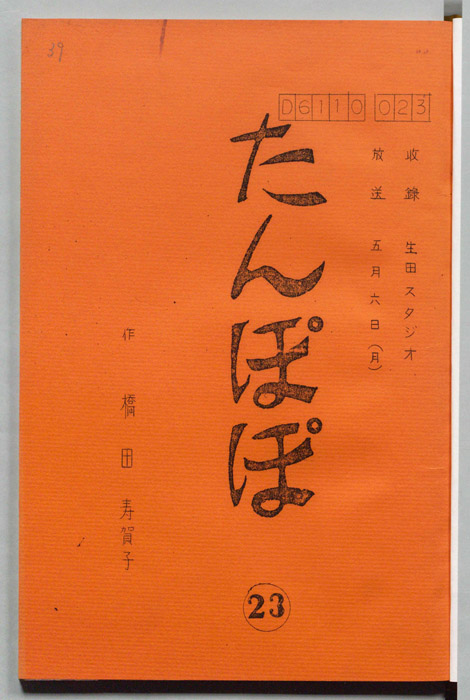 39
D6110 023
収録 生田スタジオ
放送 五月六日(月)
たんぽぽ
23
作 橋田寿賀子